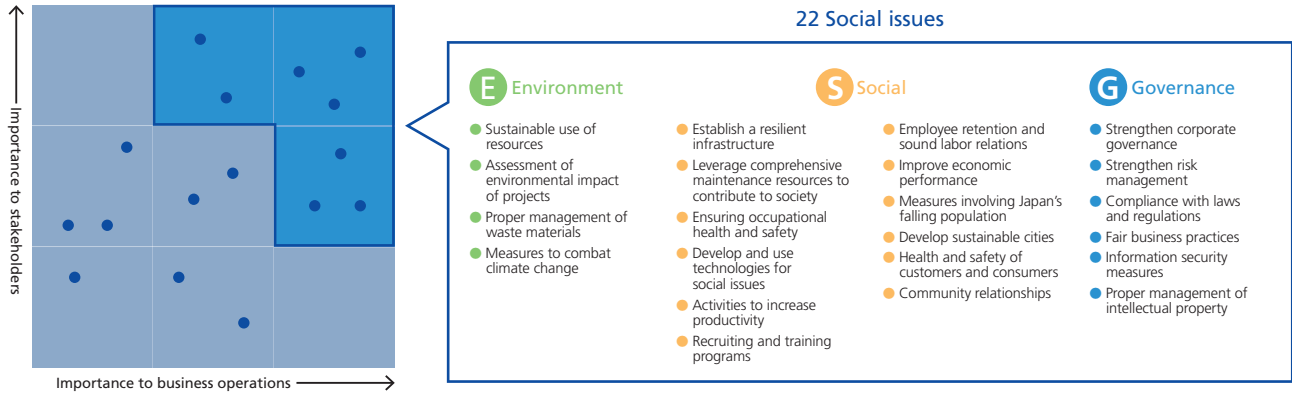 Importance to stakeholders
Importance to business operations
22 Social issues
E Environment
Sustainable use of
resources
Assessment of
environmental impact
of projects
Proper management of
waste materials
Measures to combat
climate change
S Social
Establish a resilient
infrastructure
Leverage comprehensive
maintenance resources to
contribute to society
Ensuring occupational
health and safety
Develop and use
technologies for
social issues
Activities to increase
productivity
Recruiting and training
programs
Employee retention and
sound labor relations
Improve economic
performance
Measures involving Japan's
falling population
Develop sustainable cities
Health and safety of
customers and consumers
Community relationships
G Governance
Strengthen corporate
governance
Strengthen risk
management
Compliance with laws
and regulations
Fair business practices
Information security
measures
Proper management of
intellectual property